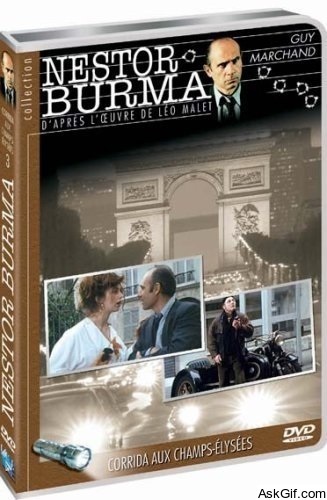 collection
NESTOR
BURMA
D'APRÈS L'ŒUVRE DE LÉO MALET
GUY
MARCHAND
3
NESTOR BURMA
DVD
CORRIDA AUX CHAMPS-ÉLYSÉES
DVD
VIDEO
AskGif.com